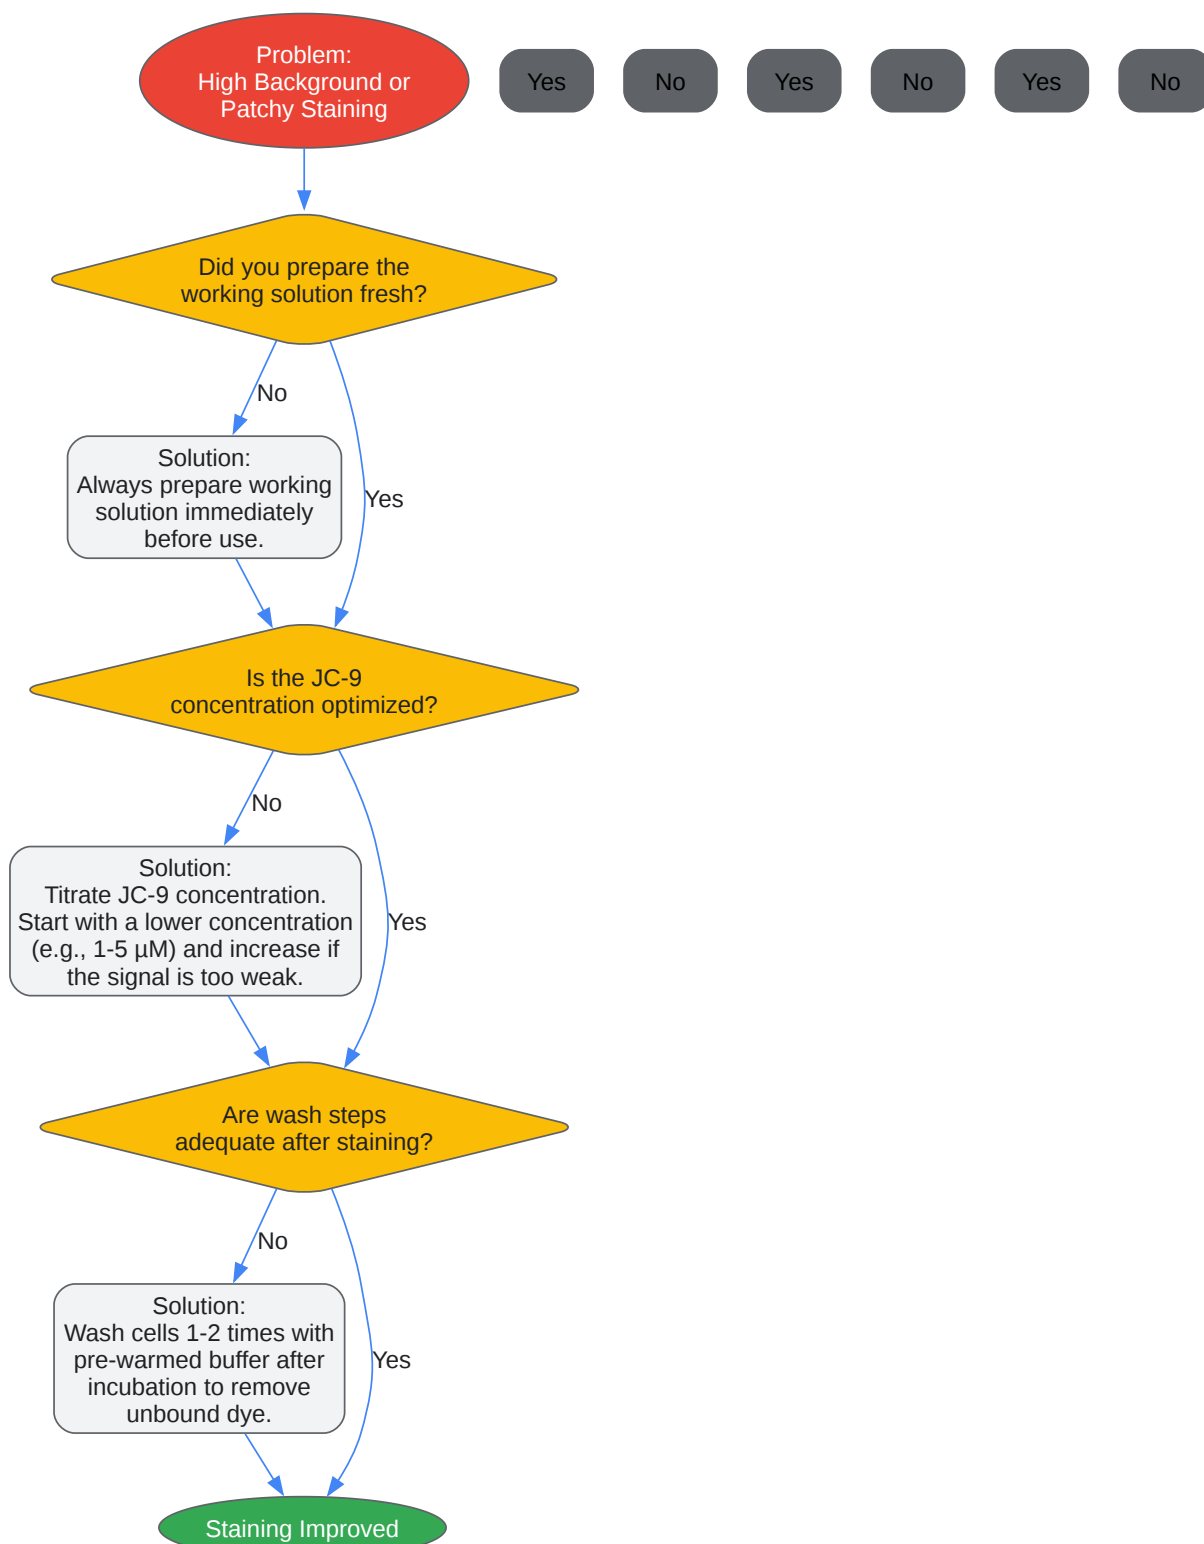 Problem:
High Background or
Patchy Staining
Yes
No
Yes
No
Yes
No
Did you prepare the
working solution fresh?
No
Solution:
Always prepare working
solution immediately
before use.
Yes
Is the JC-9
concentration optimized?
No
Solution:
Titrate JC-9 concentration.
Start with a lower concentration
(e.g., 1-5 µM) and increase if
the signal is too weak.
Yes
Are wash steps
adequate after staining?
No
Solution:
Wash cells 1-2 times with
pre-warmed buffer after
incubation to remove
unbound dye.
Yes
Staining Improved